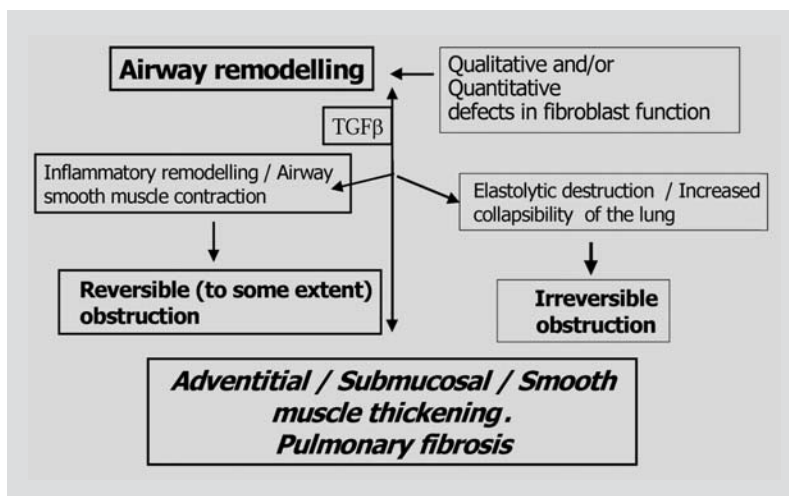 Airway remodelling
Qualitative and/or
Quantitative
defects in fibroblast function
TGFβ
Inflammatory remodelling / Airway
smooth muscle contraction
Elastolytic destruction / Increased
collapsibility of the lung
Reversible (to some extent)
obstruction
Irreversible
obstruction
Adventitial / Submucosal / Smooth
muscle thickening.
Pulmonary fibrosis